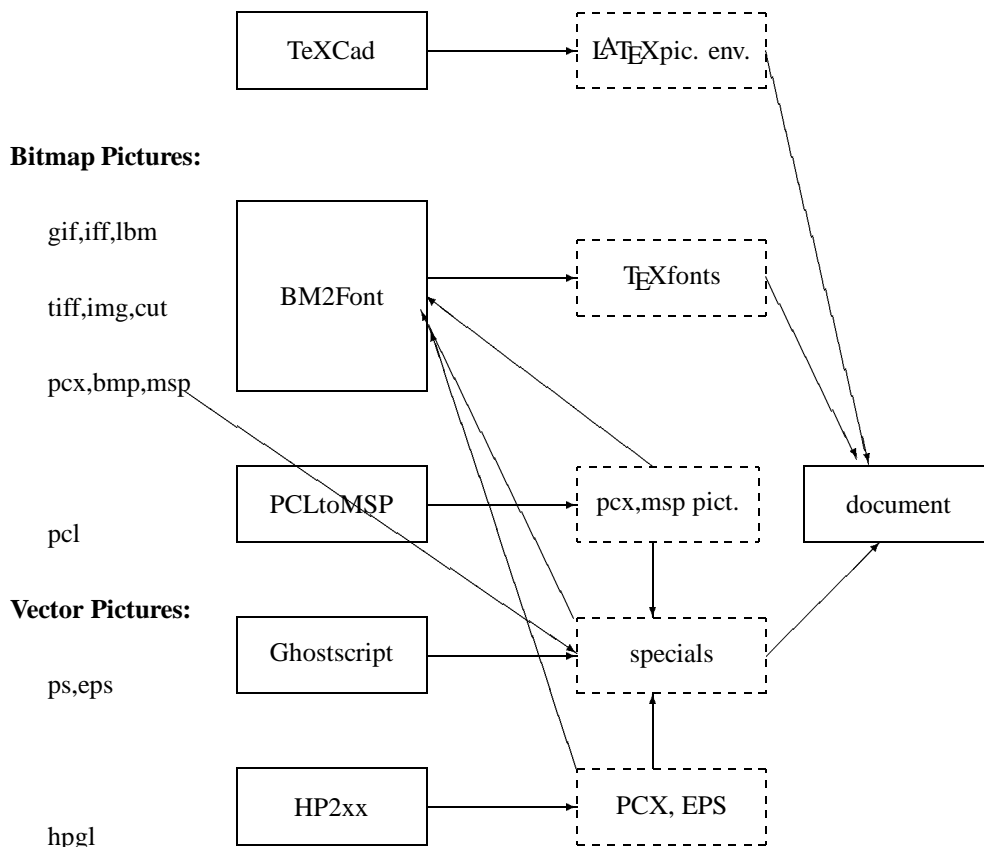 TeXCad
LATEXpic. env.
Bitmap Pictures:
gif,iff,lbm
BM2Font
TEXfonts
tiff,img,cut
pcx,bmp,msp
PCLtoMSP
pcx,msp pict.
document
pcl
Vector Pictures:
Ghostscript
specials
ps,eps
HP2xx
PCX, EPS
hpgl